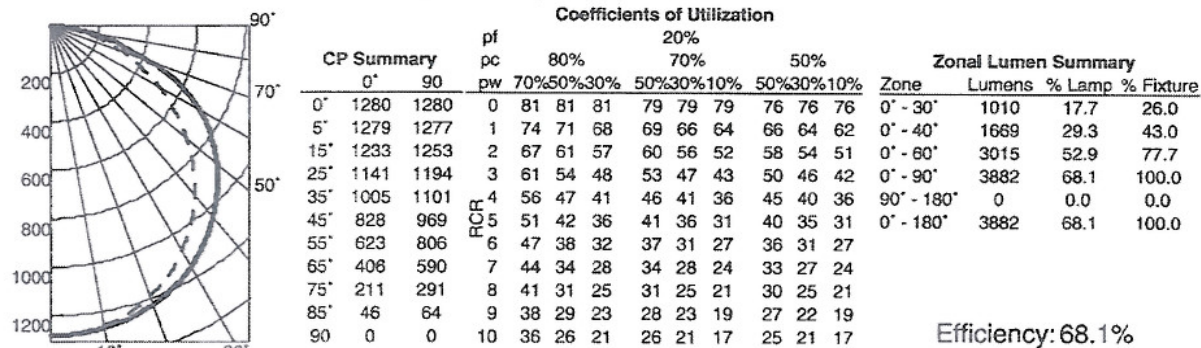 90°
70°
50°
200
400
600
800
1000
1200
CP Summary
0° 90
0° 1280 1280
5° 1279 1277
15° 1233 1253
25° 1141 1194
35° 1005 1101
45° 828 969
55° 623 806
65° 406 590
75° 211 291
85° 46 64
90 0 0
Coefficients of Utilization
pf 20%
pc 80% 70% 50%
pw 70%50%30% 50%30%10% 50%30%10%
RCR
0 81 81 81 79 79 79 76 76 76
1 74 71 68 69 66 64 66 64 62
2 67 61 57 60 56 52 58 54 51
3 61 54 48 53 47 43 50 46 42
4 56 47 41 46 41 36 45 40 36
5 51 42 36 41 36 31 40 35 31
6 47 38 32 37 31 27 36 31 27
7 44 34 28 34 28 24 33 27 24
8 41 31 25 31 25 21 30 25 21
9 38 29 23 28 23 19 27 22 19
10 36 26 21 26 21 17 25 21 17
Zonal Lumen Summary
Zone Lumens % Lamp % Fixture
0° - 30° 1010 17.7 26.0
0° - 40° 1669 29.3 43.0
0° - 60° 3015 52.9 77.7
0° - 90° 3882 68.1 100.0
90° - 180° 0 0.0 0.0
0° - 180° 3882 68.1 100.0
Efficiency: 68.1%